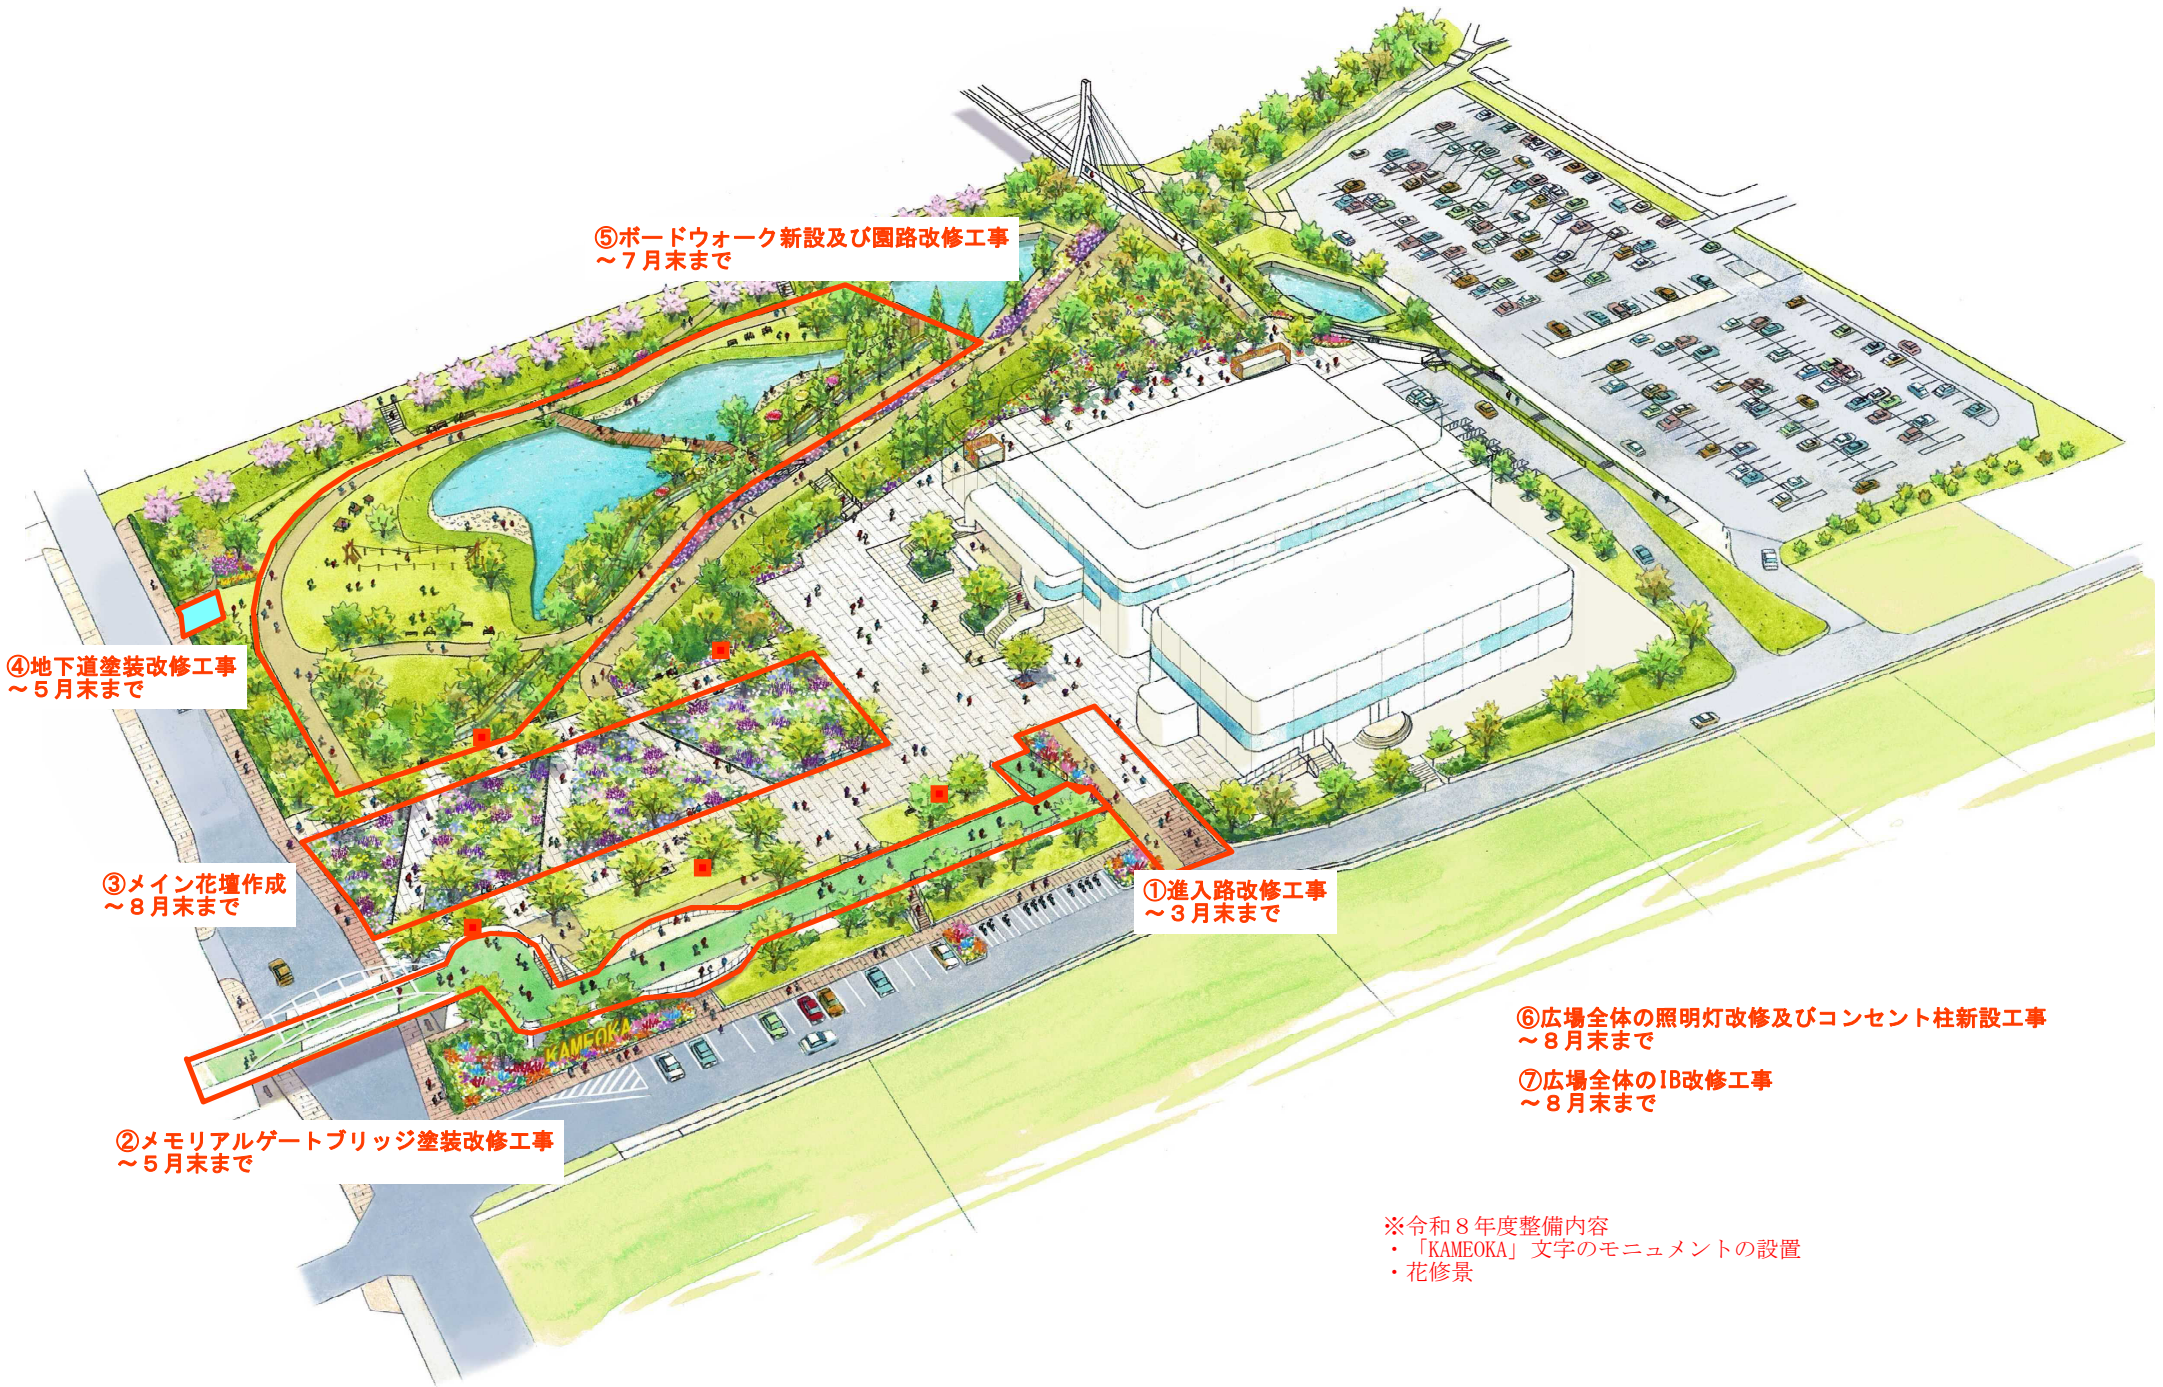 ⑤ボードウォーク新設及び園路改修工事
～７月末まで
④地下道塗装改修工事
～５月末まで
③メイン花壇作成
～８月末まで
①進入路改修工事
～３月末まで
KAMEOKA
②メモリアルゲートブリッジ塗装改修工事
～５月末まで
⑥広場全体の照明灯改修及びコンセント柱新設工事
～８月末まで
⑦広場全体のIB改修工事
～８月末まで
※令和８年度整備内容
・「KAMEOKA」文字のモニュメントの設置
・花修景